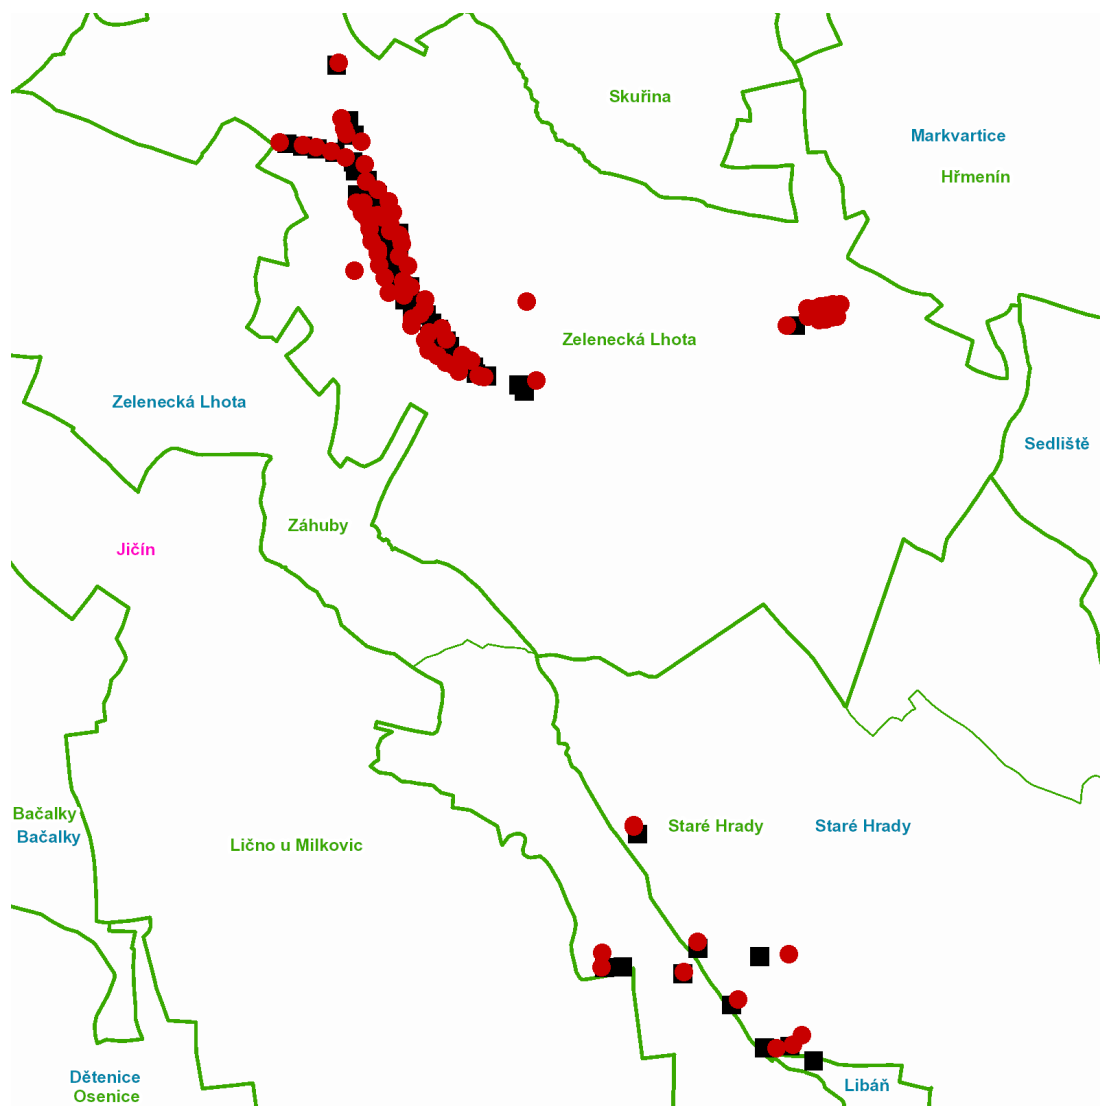 Skuřina
Markvartice
Hřmenín
Zelenecká Lhota
Zelenecká Lhota
Sedliště
Záhuby
Jičín
Bačalky
Bačalky
Staré Hrady
Staré Hrady
Lično u Milkovic
Dětenice
Osenice
Libáň